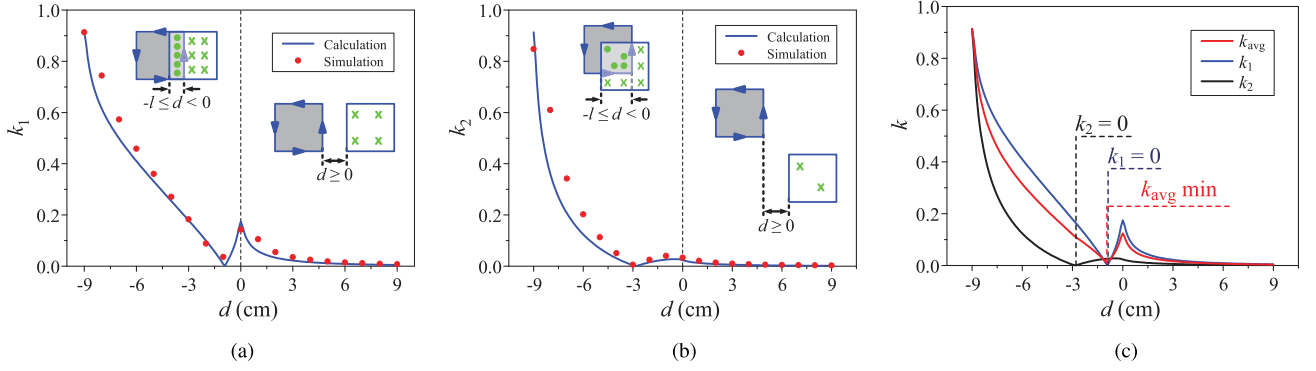 k₁
1.0
0.8
0.6
0.4
0.2
0.0
Calculation
Simulation
-l ≤ d < 0
d ≥ 0
-9 -6 -3 0 3 6 9
d (cm)
(a)
k₂
1.0
0.8
0.6
0.4
0.2
0.0
Calculation
Simulation
-l ≤ d < 0
d ≥ 0
-9 -6 -3 0 3 6 9
d (cm)
(b)
k
1.0
0.8
0.6
0.4
0.2
0.0
kavg
k₁
k₂
k₂ = 0
k₁ = 0
kavg min
-9 -6 -3 0 3 6 9
d (cm)
(c)